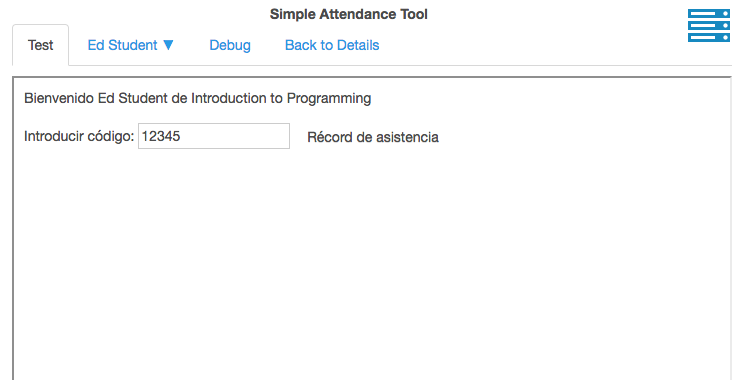 Simple Attendance Tool
Test Ed Student ▼ Debug Back to Details
Bienvenido Ed Student de Introduction to Programming
Introducir código: 12345 Récord de asistencia